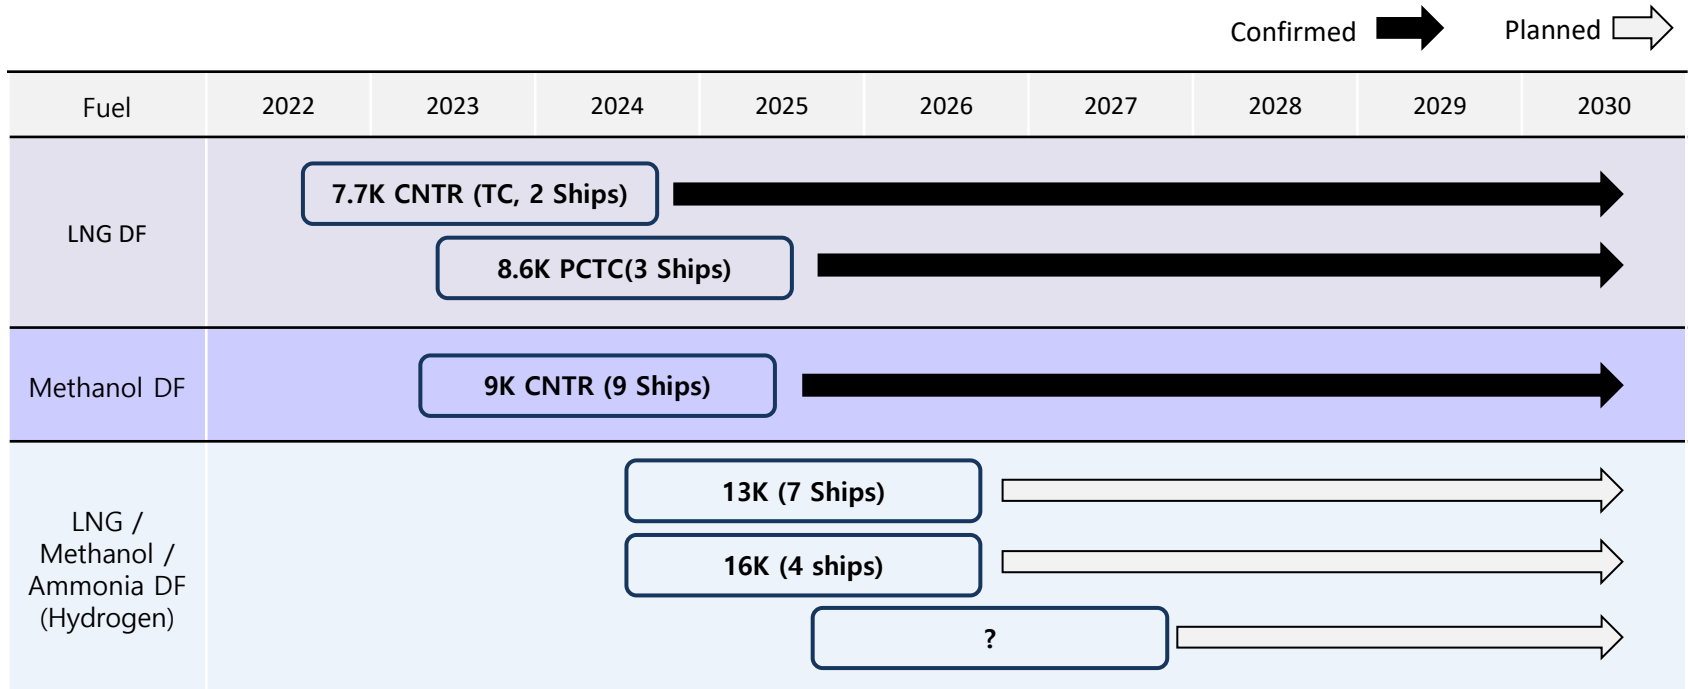 Confirmed
Planned
Fuel 2022 2023 2024 2025 2026 2027 2028 2029 2030
LNG DF
7.7K CNTR (TC, 2 Ships)
8.6K PCTC(3 Ships)
Methanol DF
9K CNTR (9 Ships)
LNG /
Methanol /
Ammonia DF
(Hydrogen)
13K (7 Ships)
16K (4 ships)
?